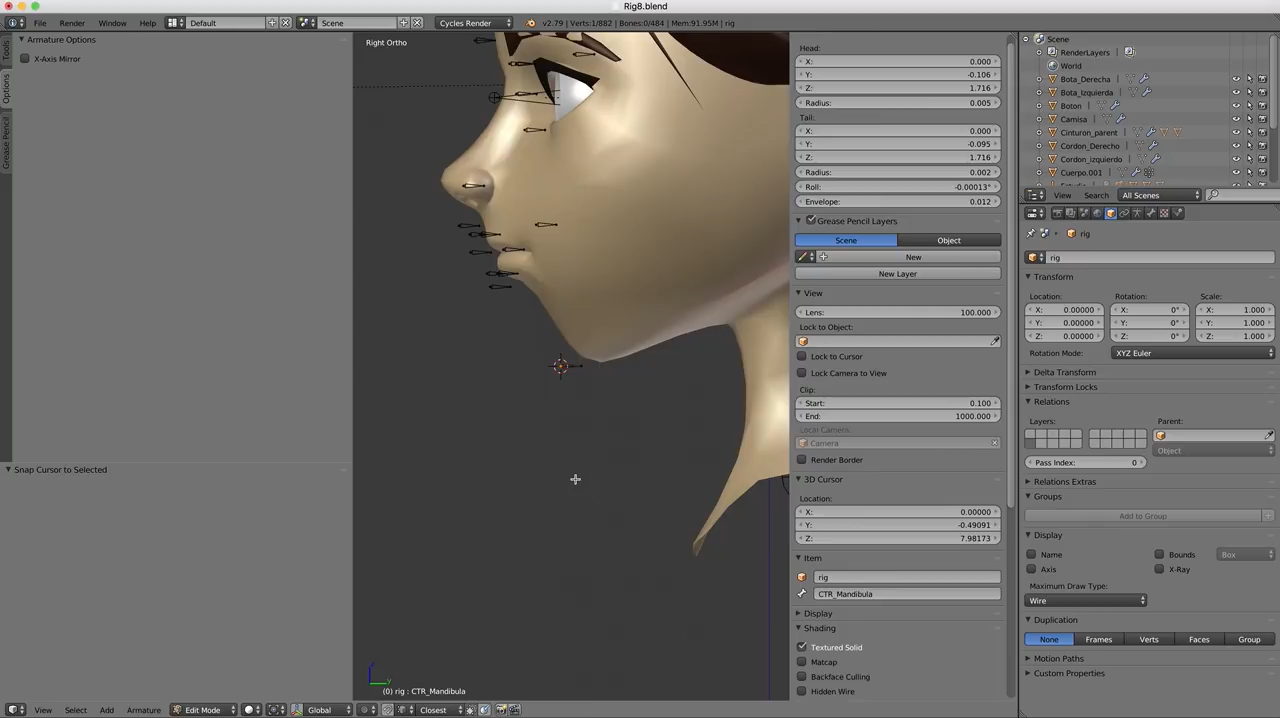 Rig8.blend
File Render Window Help Default Scene Cycles Render v2.79 | Verts:1/882 | Bones:0/484 | Mem:91.95M | rig
Tools
Options
Grease Pencil
Armature Options
X-Axis Mirror
Snap Cursor to Selected
Right Ortho
(0) rig : CTR_Mandibula
View Select Add Armature Edit Mode Global Closest
Head:
X: 0.000
Y: -0.106
Z: 1.716
Radius: 0.005
Tail:
X: 0.000
Y: -0.095
Z: 1.716
Radius: 0.002
Roll: -0.00013°
Envelope: 0.012
Grease Pencil Layers
Scene Object
New
New Layer
View
Lens: 100.000
Lock to Object:
Lock to Cursor
Lock Camera to View
Clip:
Start: 0.100
End: 1000.000
Local Camera:
Camera
Render Border
3D Cursor
Location:
X: 0.00000
Y: -0.49091
Z: 7.98173
Item
rig
CTR_Mandibula
Display
Shading
Textured Solid
Matcap
Backface Culling
Hidden Wire
Scene
RenderLayers
World
Bota_Derecha
Bota_Izquierda
Boton
Camisa
Cinturon_parent
Cordon_Derecho
Cordon_izquierdo
Cuerpo.001
View Search All Scenes
rig
rig
Transform
Location: Rotation: Scale:
X: 0.00000 X: 0° X: 1.000
Y: 0.00000 Y: 0° Y: 1.000
Z: 0.00000 Z: 0° Z: 1.000
Rotation Mode: XYZ Euler
Delta Transform
Transform Locks
Relations
Layers: Parent:
Object
Pass Index: 0
Relations Extras
Groups
Add to Group
Display
Name Bounds Box
Axis X-Ray
Maximum Draw Type:
Wire
Duplication
None Frames Verts Faces Group
Motion Paths
Custom Properties